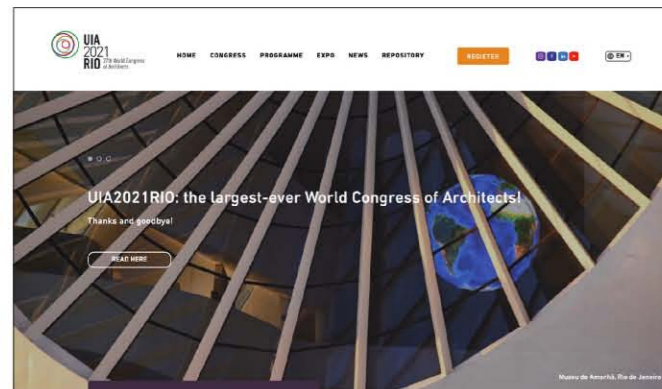 UIA
2021
RIO 27th World Congress
of Architects
HOME CONGRESS PROGRAMME EXPO NEWS REPOSITORY REGISTER EN
UIA2021RIO: the largest-ever World Congress of Architects!
Thanks and goodbye!
READ HERE
Museu do Amanhã, Rio de Janeiro